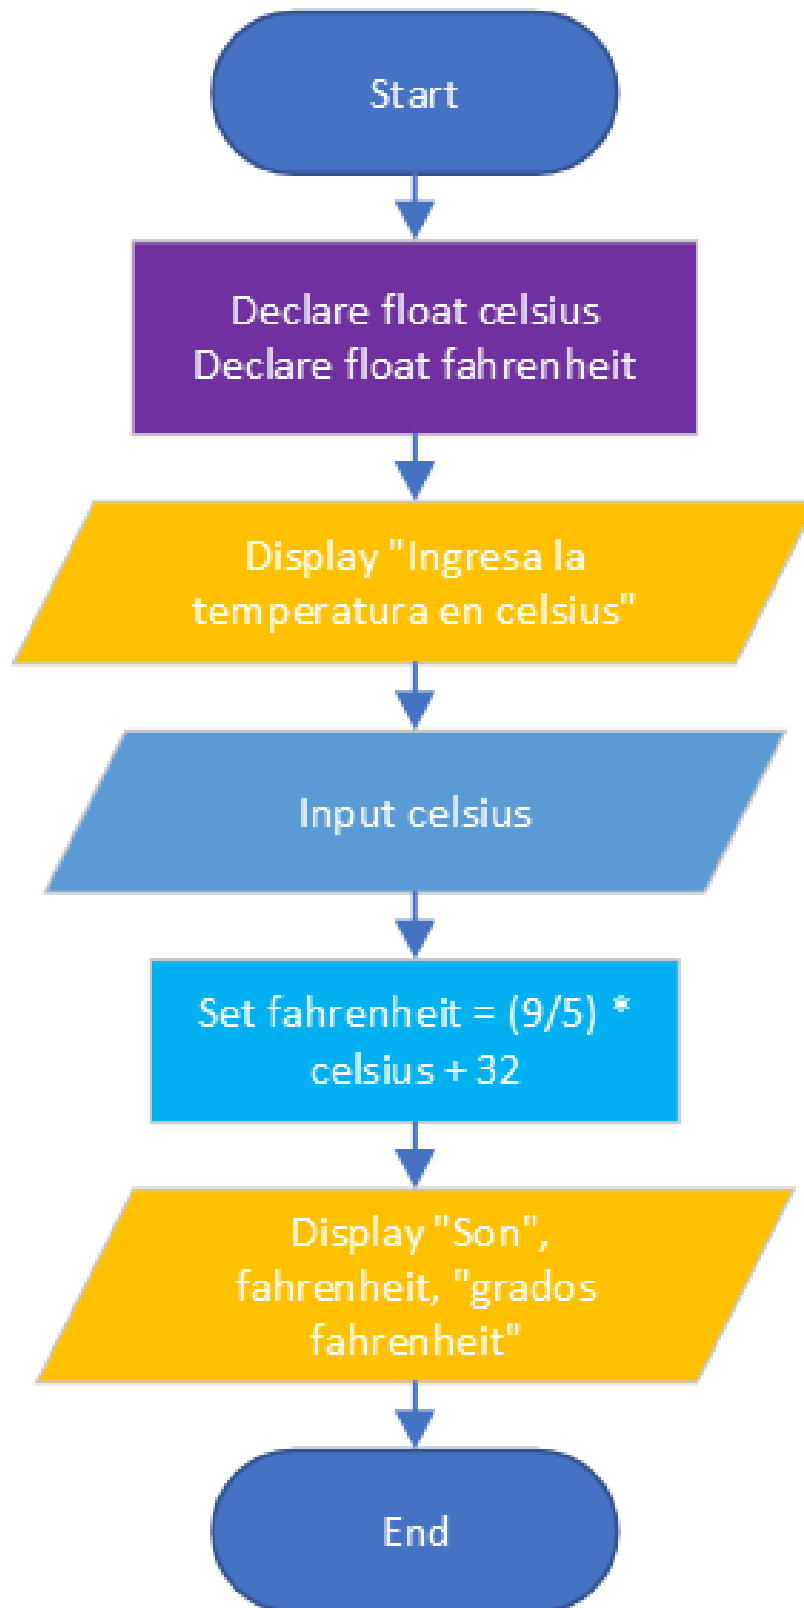 Start
Declare float celsius
Declare float fahrenheit
Display "Ingresa la
temperatura en celsius"
Input celsius
Set fahrenheit = (9/5) *
celsius + 32
Display "Son",
fahrenheit, "grados
fahrenheit"
End